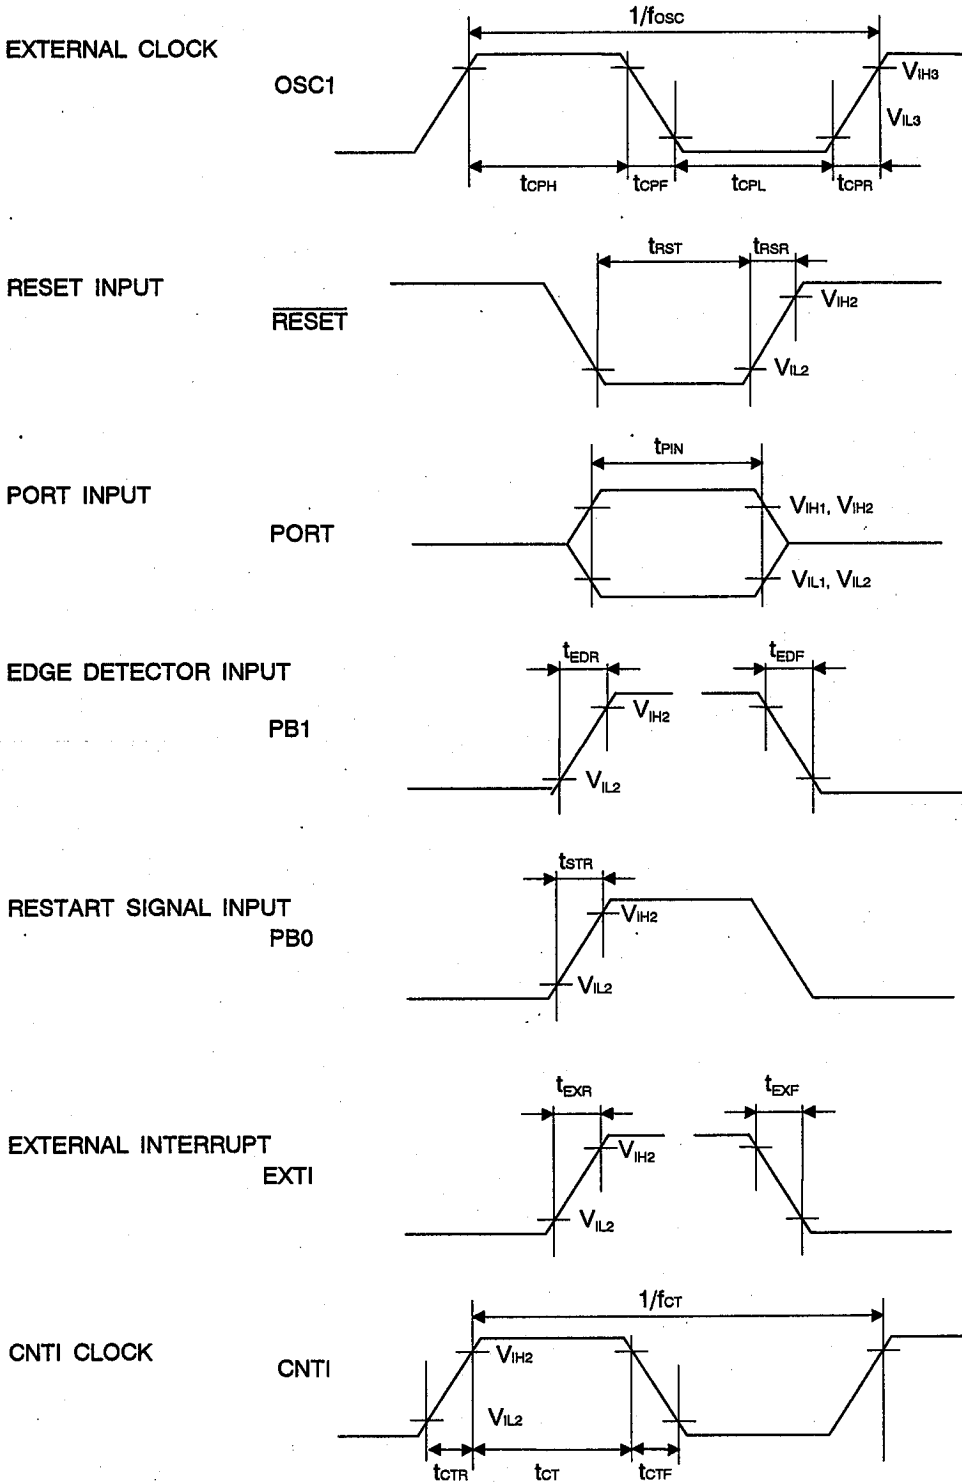 1/fOSC
EXTERNAL CLOCK
OSC1
VIH3
VIL3
tCPH tCPF tCPL tCPR
tRST tRSR
RESET INPUT
RESET
VIH2
VIL2
tPIN
PORT INPUT
PORT
VIH1, VIH2
VIL1, VIL2
tEDR tEDF
EDGE DETECTOR INPUT
PB1
VIH2
VIL2
tSTR
RESTART SIGNAL INPUT
PB0
VIH2
VIL2
tEXR tEXF
EXTERNAL INTERRUPT
EXTI
VIH2
VIL2
1/fCT
CNTI CLOCK
CNTI
VIH2
VIL2
tCTR tCT tCTF